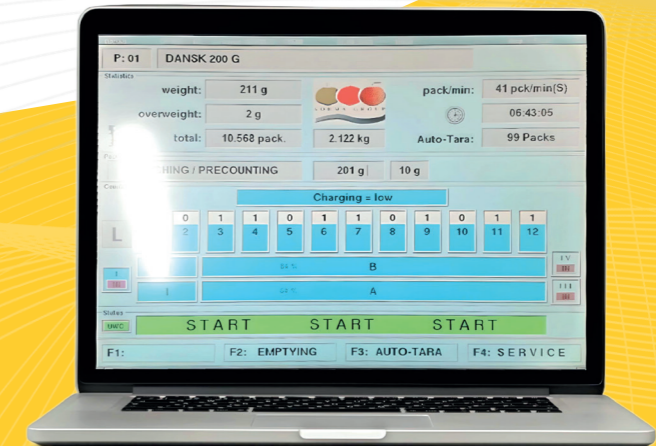 P: 01 DANSK 200 G
Statistics
weight: 211 g pack/min: 41 pck/min(S)
overweight: 2 g 06:43:05
total: 10.568 pack. 2.122 kg Auto-Tara: 99 Packs
/ PRECOUNTING 201 g 10 g
Charging = low
0 1 1 0 1 1 0 1 0 1 1
L 2 3 4 5 6 7 8 9 10 11 12
B IV
I
A III
States
START START START
F1: F2: EMPTYING F3: AUTO-TARA F4: SERVICE